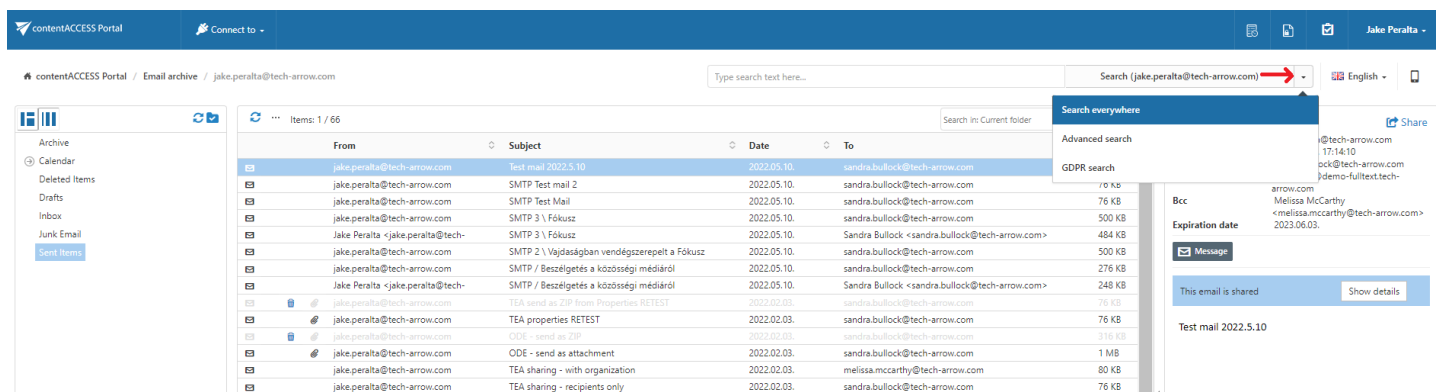 contentACCESS Portal
Connect to
Jake Peralta
contentACCESS Portal / Email archive / jake.peralta@tech-arrow.com
Type search text here...
Search (jake.peralta@tech-arrow.com)
English
Search everywhere
Advanced search
GDPR search
Archive
Calendar
Deleted Items
Drafts
Inbox
Junk Email
Sent Items
Items: 1 / 66
Search in: Current folder
From Subject Date To
jake.peralta@tech-arrow.com Test mail 2022.5.10 2022.05.10. sandra.bullock@tech-arrow.com
jake.peralta@tech-arrow.com SMTP Test mail 2 2022.05.10. sandra.bullock@tech-arrow.com 76 KB
jake.peralta@tech-arrow.com SMTP Test Mail 2022.05.10. sandra.bullock@tech-arrow.com 76 KB
jake.peralta@tech-arrow.com SMTP 3 \ Fókusz 2022.05.10. sandra.bullock@tech-arrow.com 500 KB
Jake Peralta <jake.peralta@tech- SMTP 3 \ Fókusz 2022.05.10. Sandra Bullock <sandra.bullock@tech-arrow.com> 484 KB
jake.peralta@tech-arrow.com SMTP 2 \ Vajdaságban vendégszerepelt a Fókusz 2022.05.10. sandra.bullock@tech-arrow.com 500 KB
jake.peralta@tech-arrow.com SMTP / Beszélgetés a közösségi médiáról 2022.05.10. sandra.bullock@tech-arrow.com 276 KB
Jake Peralta <jake.peralta@tech- SMTP / Beszélgetés a közösségi médiáról 2022.05.10. Sandra Bullock <sandra.bullock@tech-arrow.com> 248 KB
jake.peralta@tech-arrow.com TEA send as ZIP from Properties RETEST 2022.02.03. sandra.bullock@tech-arrow.com 76 KB
jake.peralta@tech-arrow.com TEA properties RETEST 2022.02.03. sandra.bullock@tech-arrow.com 76 KB
jake.peralta@tech-arrow.com ODE - send as ZIP 2022.02.03. sandra.bullock@tech-arrow.com 316 KB
jake.peralta@tech-arrow.com ODE - send as attachment 2022.02.03. sandra.bullock@tech-arrow.com 1 MB
jake.peralta@tech-arrow.com TEA sharing - with organization 2022.02.03. melissa.mccarthy@tech-arrow.com 80 KB
jake.peralta@tech-arrow.com TEA sharing - recipients only 2022.02.03. sandra.bullock@tech-arrow.com 76 KB
Share
@tech-arrow.com
17:14:10
ock@tech-arrow.com
@demo-fulltext.tech-
arrow.com
Bcc Melissa McCarthy
<melissa.mccarthy@tech-arrow.com>
Expiration date 2023.06.03.
Message
This email is shared
Show details
Test mail 2022.5.10